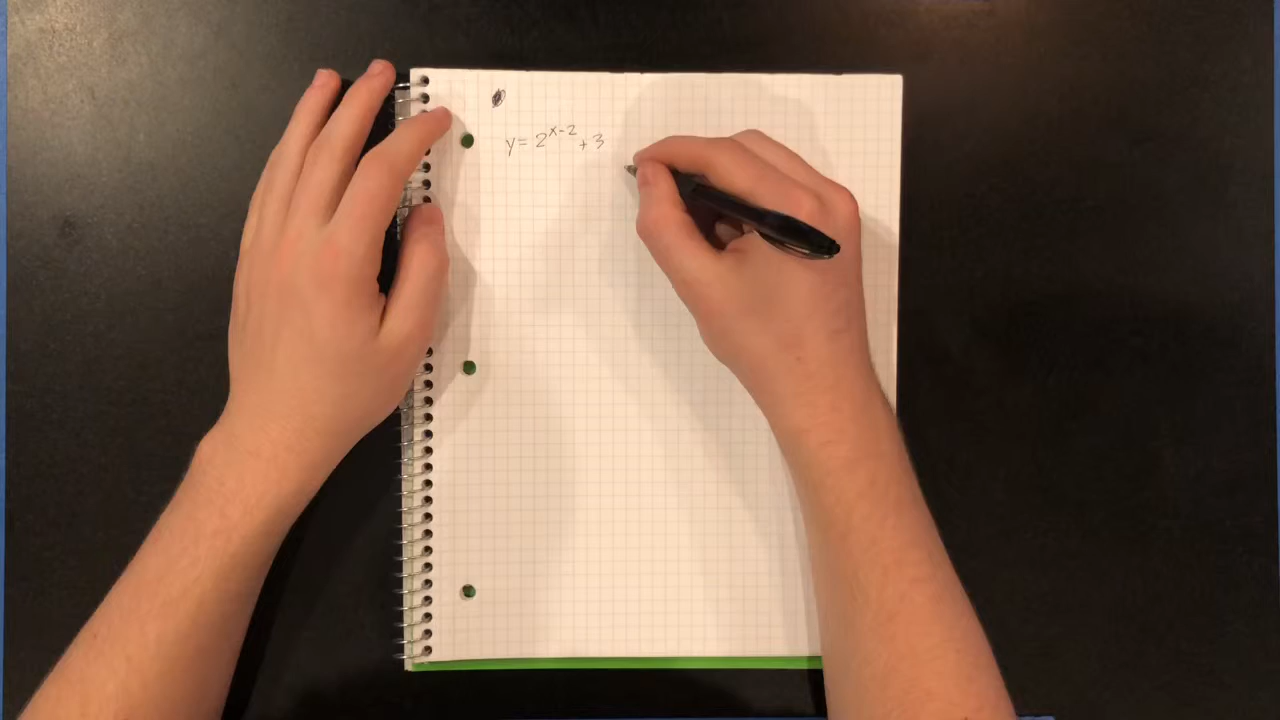 y = 2^{x-2} + 3